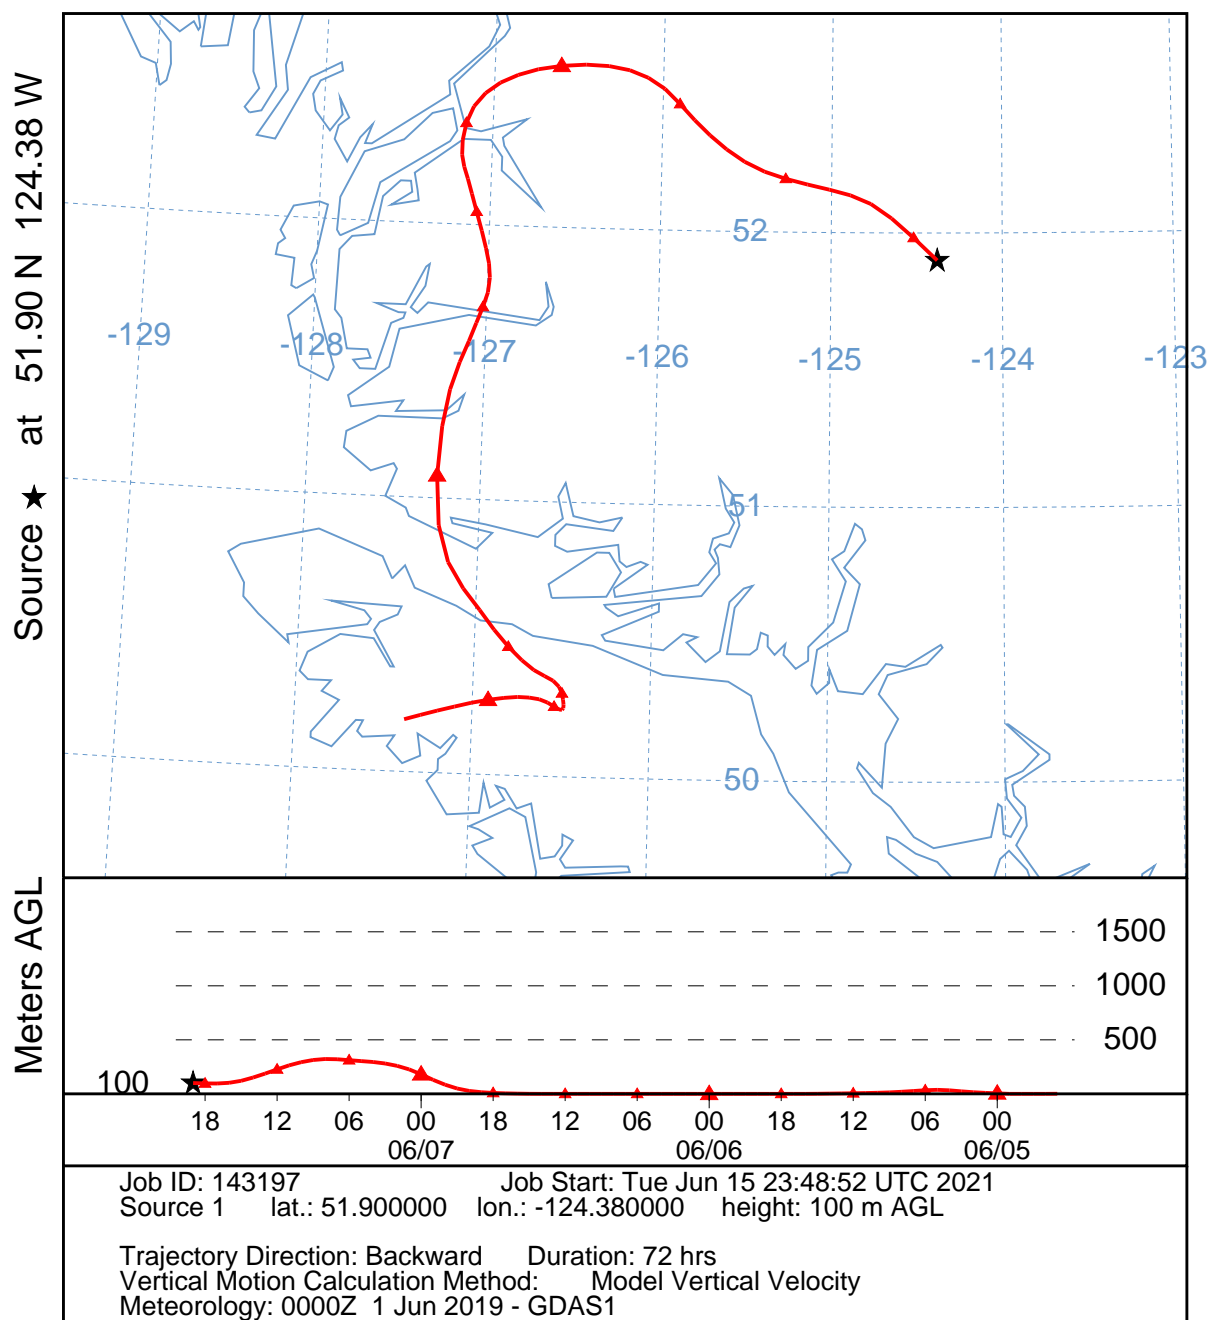 Source ★ at 51.90 N 124.38 W
52
-129
-128
-127
-126
-125
-124
-123
51
50
Meters AGL
1500
1000
500
100
18 12 06 00 18 12 06 00 18 12 06 00
06/07 06/06 06/05
Job ID: 143197 Job Start: Tue Jun 15 23:48:52 UTC 2021
Source 1 lat.: 51.900000 lon.: -124.380000 height: 100 m AGL
Trajectory Direction: Backward Duration: 72 hrs
Vertical Motion Calculation Method: Model Vertical Velocity
Meteorology: 0000Z 1 Jun 2019 - GDAS1